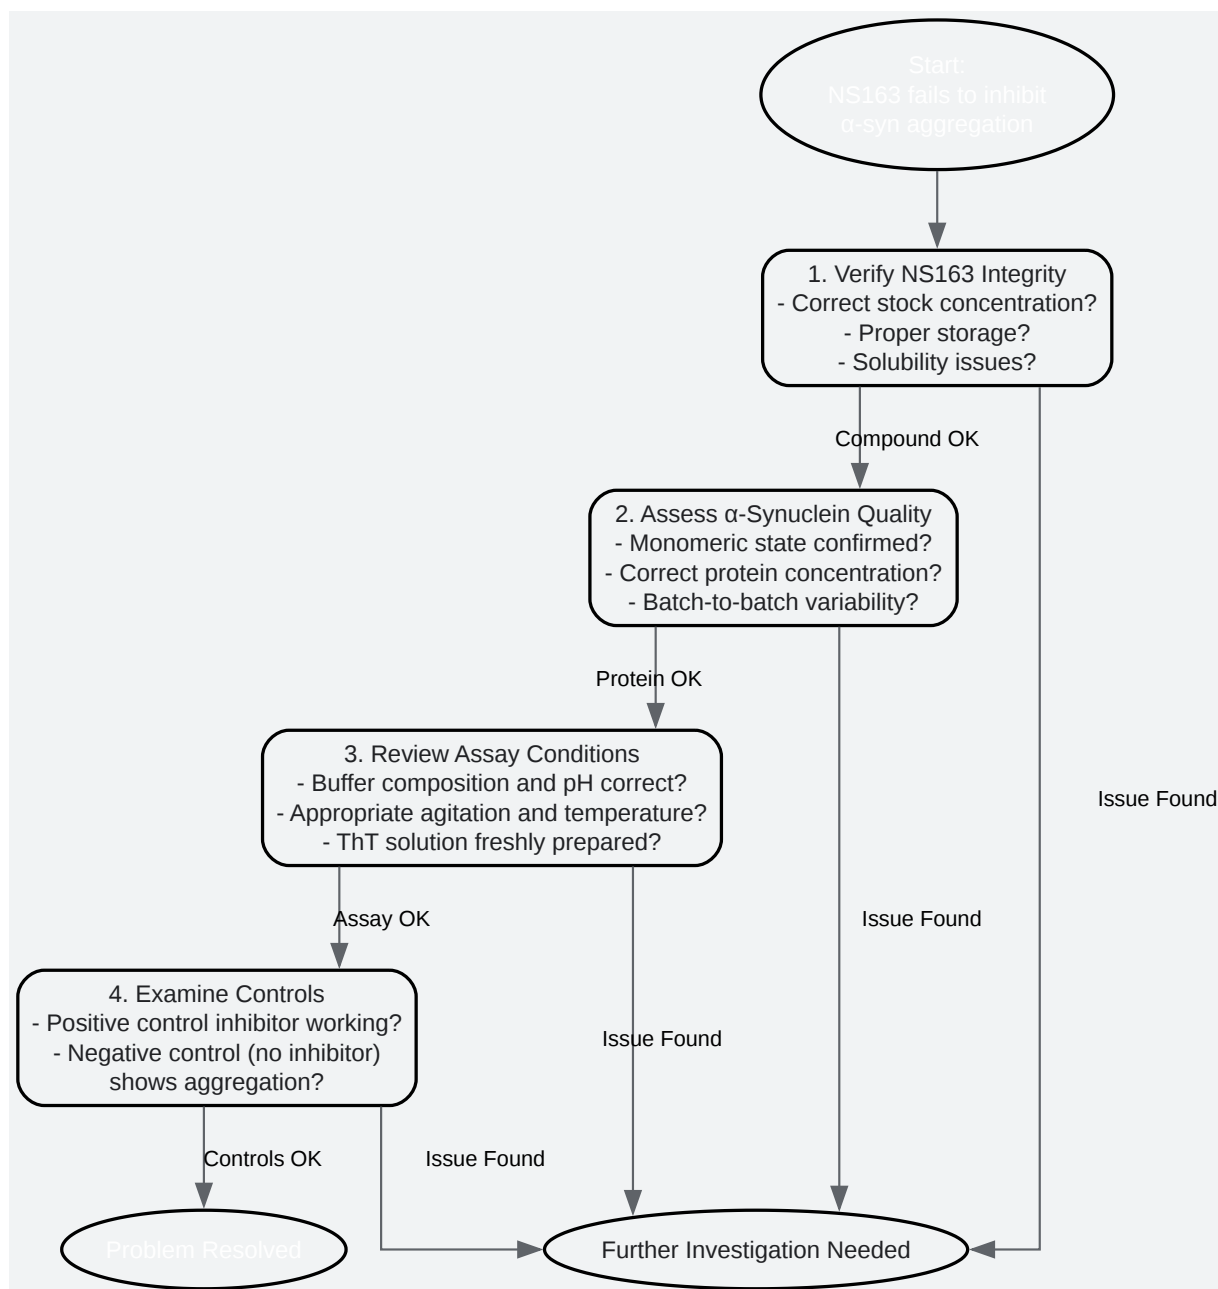 Start:
NS163 fails to inhibit
α-syn aggregation
1. Verify NS163 Integrity
- Correct stock concentration?
- Proper storage?
- Solubility issues?
Compound OK
2. Assess α-Synuclein Quality
- Monomeric state confirmed?
- Correct protein concentration?
- Batch-to-batch variability?
Protein OK
3. Review Assay Conditions
- Buffer composition and pH correct?
- Appropriate agitation and temperature?
- ThT solution freshly prepared?
Issue Found
Assay OK
Issue Found
4. Examine Controls
- Positive control inhibitor working?
- Negative control (no inhibitor)
shows aggregation?
Issue Found
Controls OK
Issue Found
Problem Resolved
Further Investigation Needed